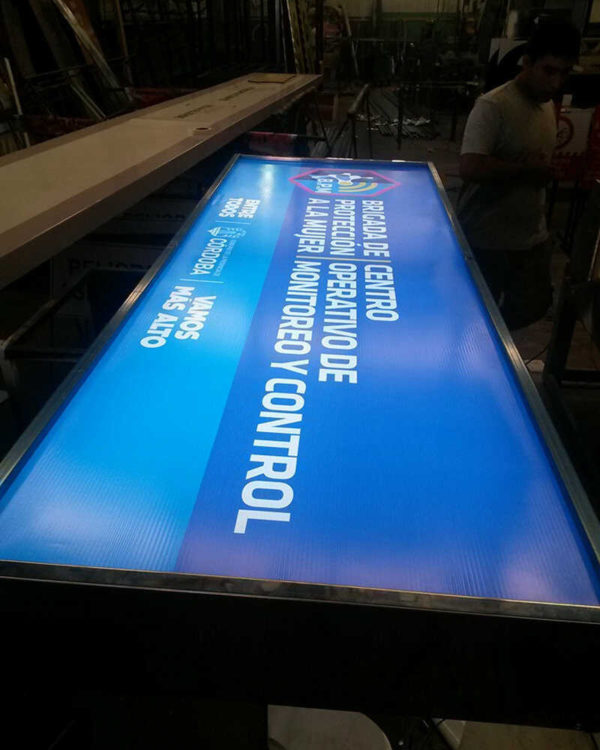 B.P.M
BRIGADA DE
PROTECCIÓN
A LA MUJER
CENTRO
OPERATIVO DE
MONITOREO Y CONTROL
ENTRE
TODOS
CÓRDOBA
VAMOS
MÁS ALTO